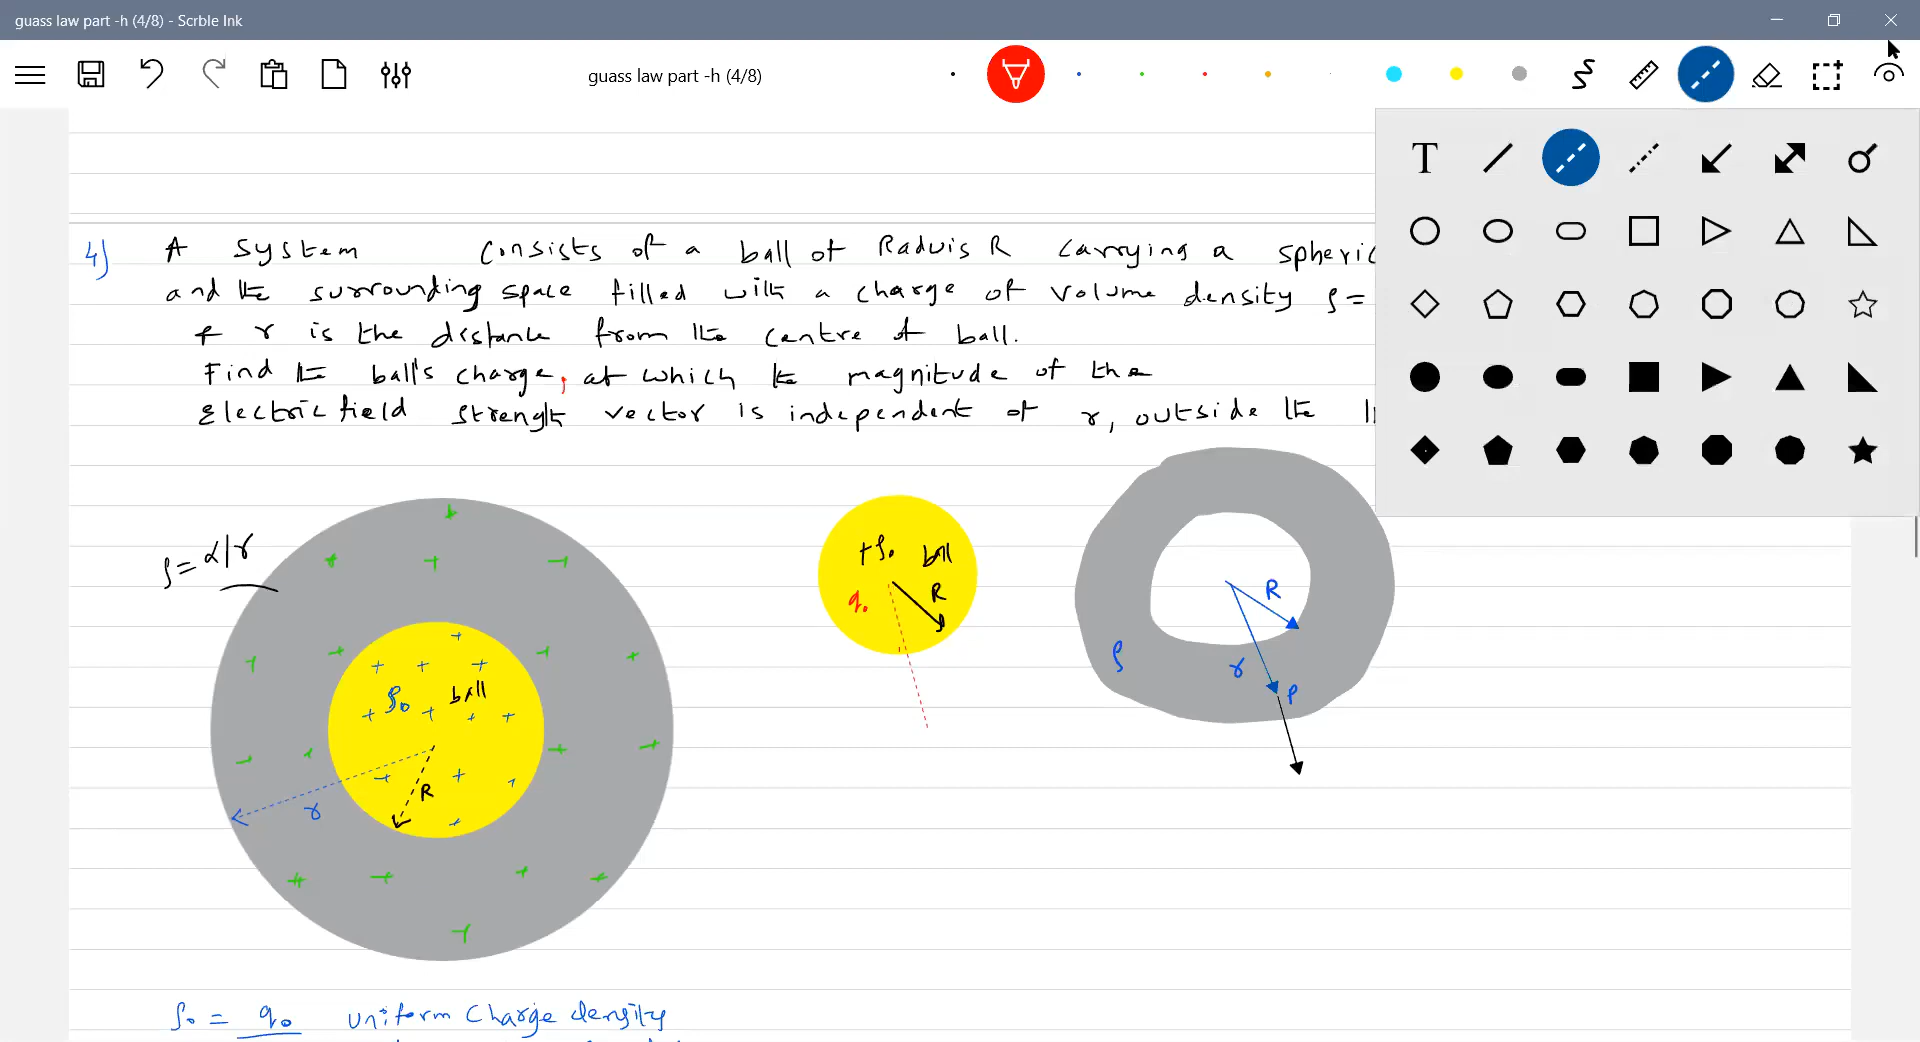 guass law part -h (4/8) - Scrble Ink
guass law part -h (4/8)
T
4) A system consists of a ball of Raduis R carrying a spheric
and the surrounding space filled with a charge of volume density ρ =
& r is the distance from the centre of ball.
Find the ball's charge, at which the magnitude of the
Electric field strength vector is independent of r, outside the
ρ = α/r
ρ₀ ball
R
r
+ρ₀ ball
q₀ R
R
ρ
r P
ρ₀ = q₀ uniform charge density